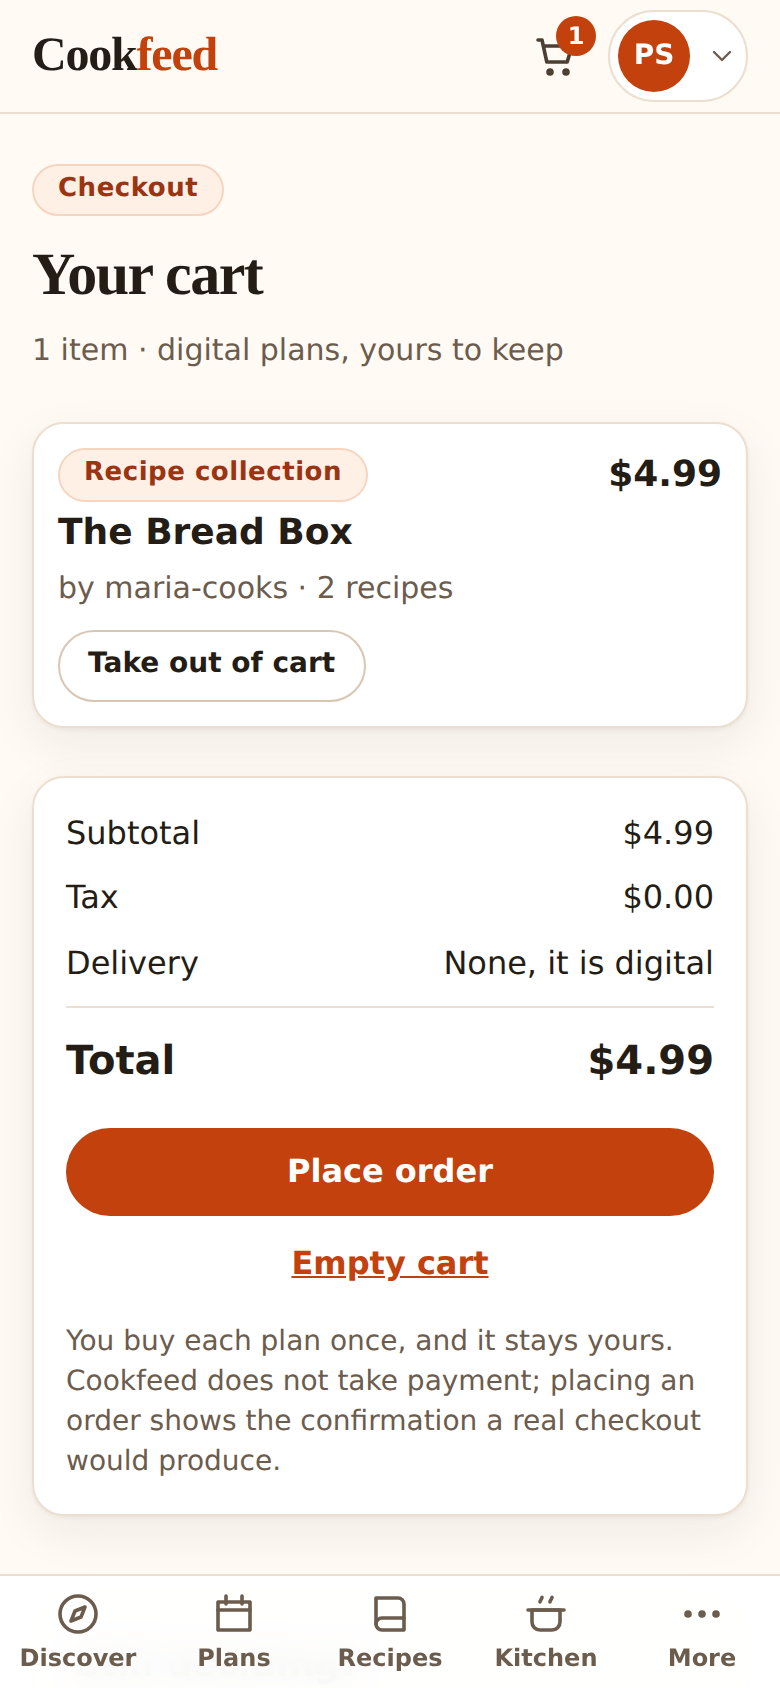 Cookfeed
1
PS
Checkout
Your cart
1 item · digital plans, yours to keep
Recipe collection
$4.99
The Bread Box
by maria-cooks · 2 recipes
Take out of cart
Subtotal $4.99
Tax $0.00
Delivery None, it is digital
Total $4.99
Place order
Empty cart
You buy each plan once, and it stays yours.
Cookfeed does not take payment; placing an
order shows the confirmation a real checkout
would produce.
Discover Plans Recipes Kitchen More